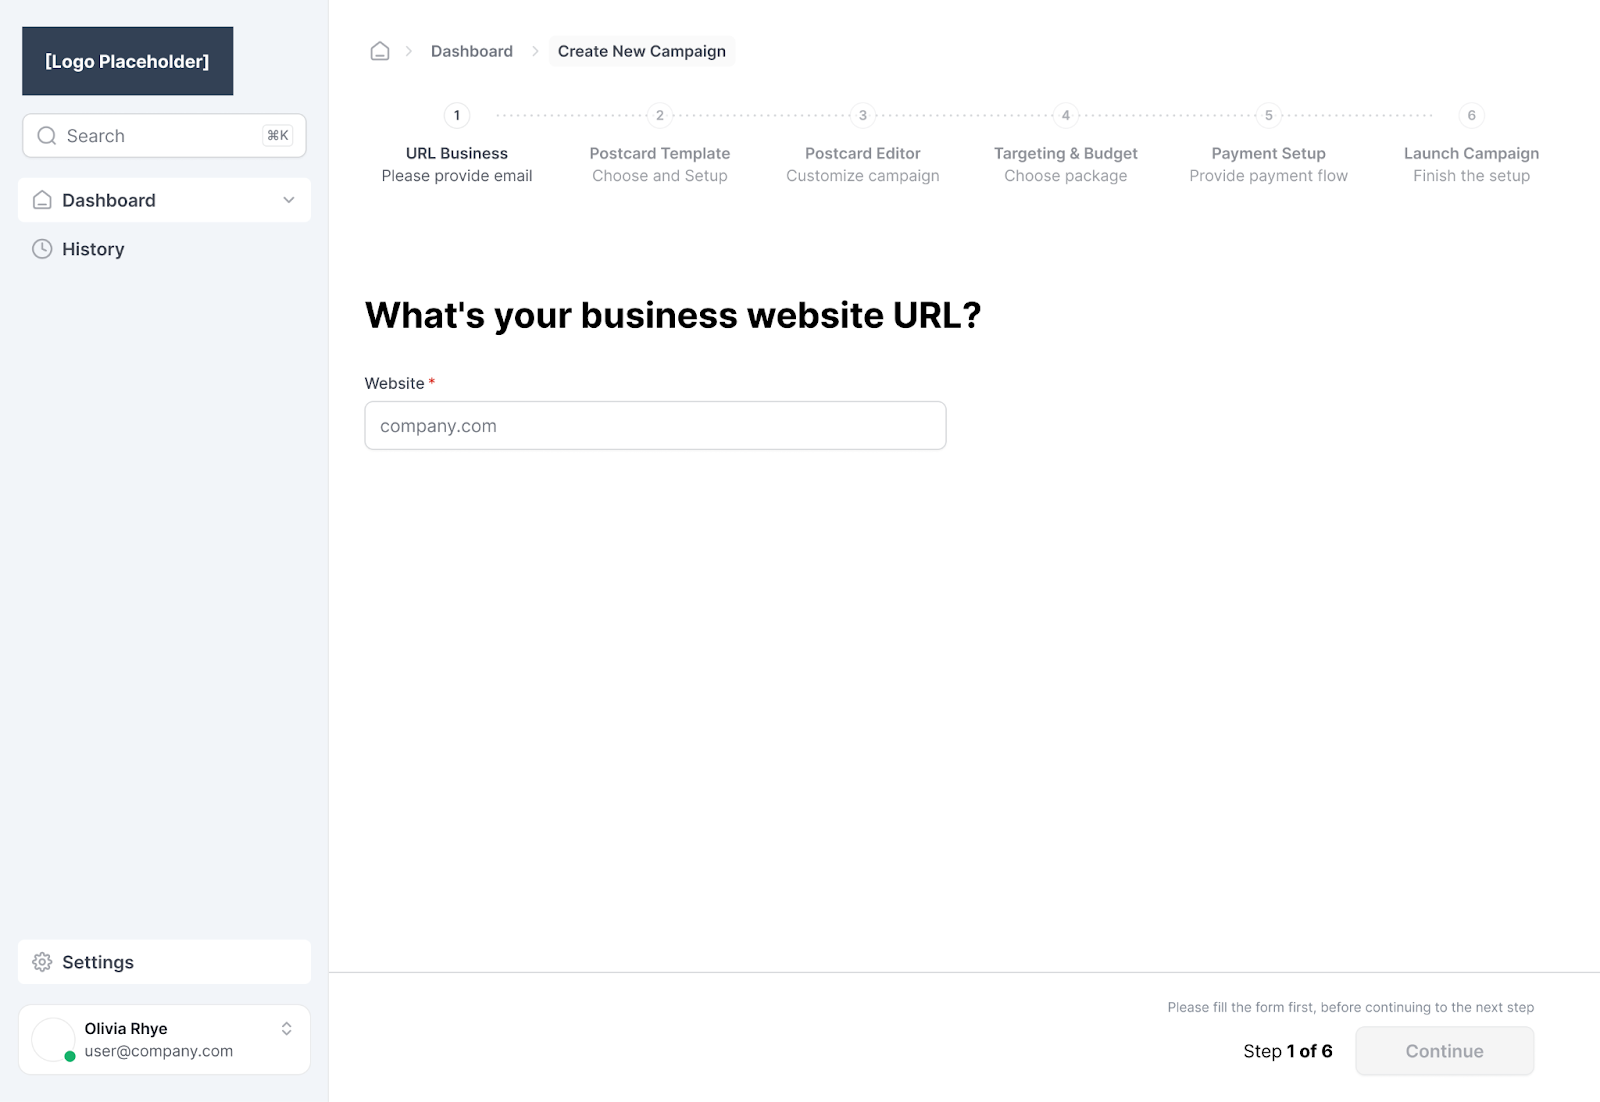 [Logo Placeholder]
Search
⌘K
Dashboard
History
Settings
Olivia Rhye
user@company.com
Dashboard
Create New Campaign
1
URL Business
Please provide email
2
Postcard Template
Choose and Setup
3
Postcard Editor
Customize campaign
4
Targeting & Budget
Choose package
5
Payment Setup
Provide payment flow
6
Launch Campaign
Finish the setup
What's your business website URL?
Website *
company.com
Please fill the form first, before continuing to the next step
Step 1 of 6
Continue